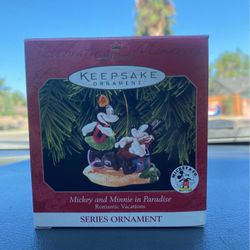 KEEPSAKE
ORNAMENT
Mickey and Minnie in Paradise
Romantic Vacations
SERIES ORNAMENT